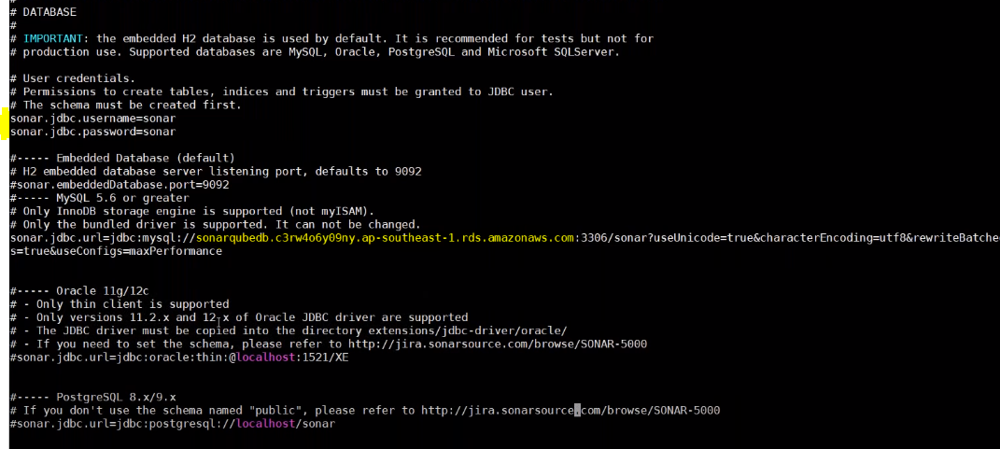 #
# DATABASE
#
# IMPORTANT: the embedded H2 database is used by default. It is recommended for tests but not for
# production use. Supported databases are MySQL, Oracle, PostgreSQL and Microsoft SQLServer.
# User credentials.
# Permissions to create tables, indices and triggers must be granted to JDBC user.
# The schema must be created first.
sonar.jdbc.username=sonar
sonar.jdbc.password=sonar
#----- Embedded Database (default)
# H2 embedded database server listening port, defaults to 9092
#sonar.embeddedDatabase.port=9092
#----- MySQL 5.6 or greater
# Only InnoDB storage engine is supported (not myISAM).
# Only the bundled driver is supported. It can not be changed.
sonar.jdbc.url=jdbc:mysql://sonarqubedb.c3rw4o6y09ny.ap-southeast-1.rds.amazonaws.com:3306/sonar?useUnicode=true&characterEncoding=utf8&rewriteBatche
s=true&useConfigs=maxPerformance
#----- Oracle 11g/12c
# - Only thin client is supported
# - Only versions 11.2.x and 12.x of Oracle JDBC driver are supported
# - The JDBC driver must be copied into the directory extensions/jdbc-driver/oracle/
# - If you need to set the schema, please refer to http://jira.sonarsource.com/browse/SONAR-5000
#sonar.jdbc.url=jdbc:oracle:thin:@localhost:1521/XE
#----- PostgreSQL 8.x/9.x
# If you don't use the schema named "public", please refer to http://jira.sonarsource.com/browse/SONAR-5000
#sonar.jdbc.url=jdbc:postgresql://localhost/sonar